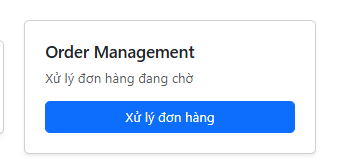 Order Management
Xử lý đơn hàng đang chờ
Xử lý đơn hàng